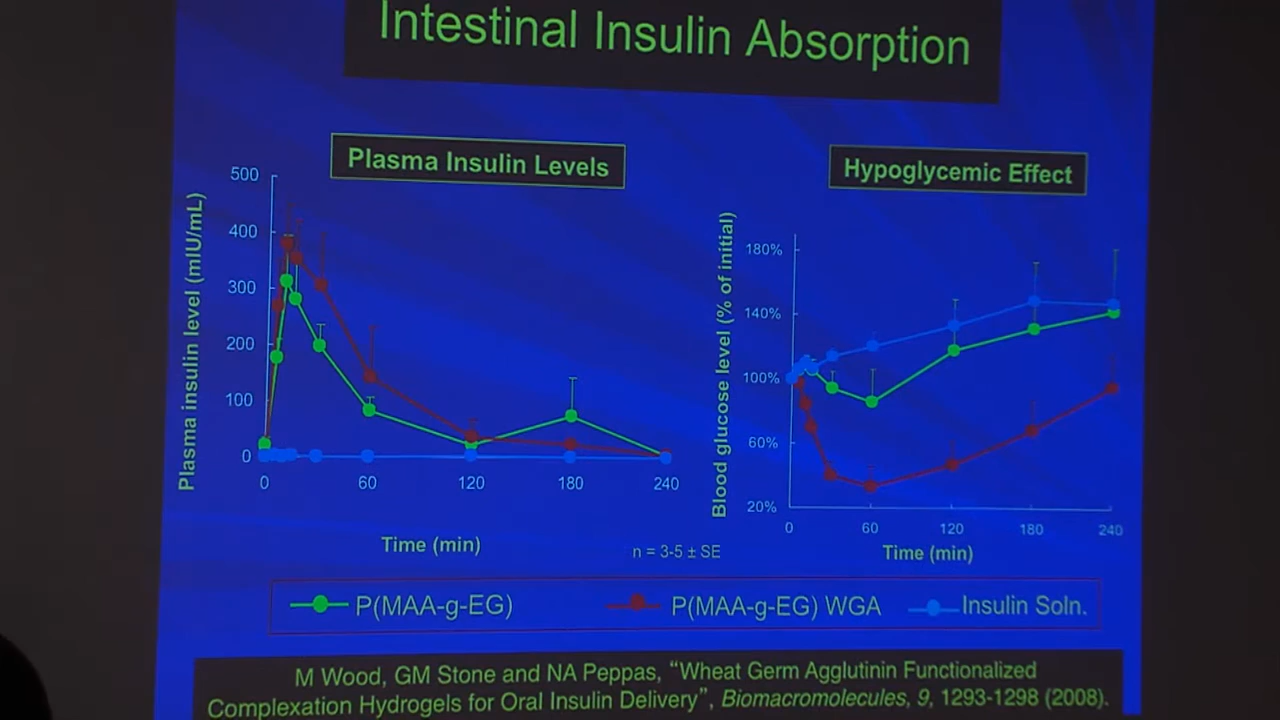 Intestinal Insulin Absorption
Plasma Insulin Levels
Plasma insulin level (mIU/mL)
500
400
300
200
100
0
0 60 120 180 240
Time (min)
n = 3-5 ± SE
Hypoglycemic Effect
Blood glucose level (% of initial)
180%
140%
100%
60%
20%
0 60 120 180 240
Time (min)
P(MAA-g-EG) P(MAA-g-EG) WGA Insulin Soln.
M Wood, GM Stone and NA Peppas, “Wheat Germ Agglutinin Functionalized
Complexation Hydrogels for Oral Insulin Delivery”, Biomacromolecules, 9, 1293-1298 (2008).